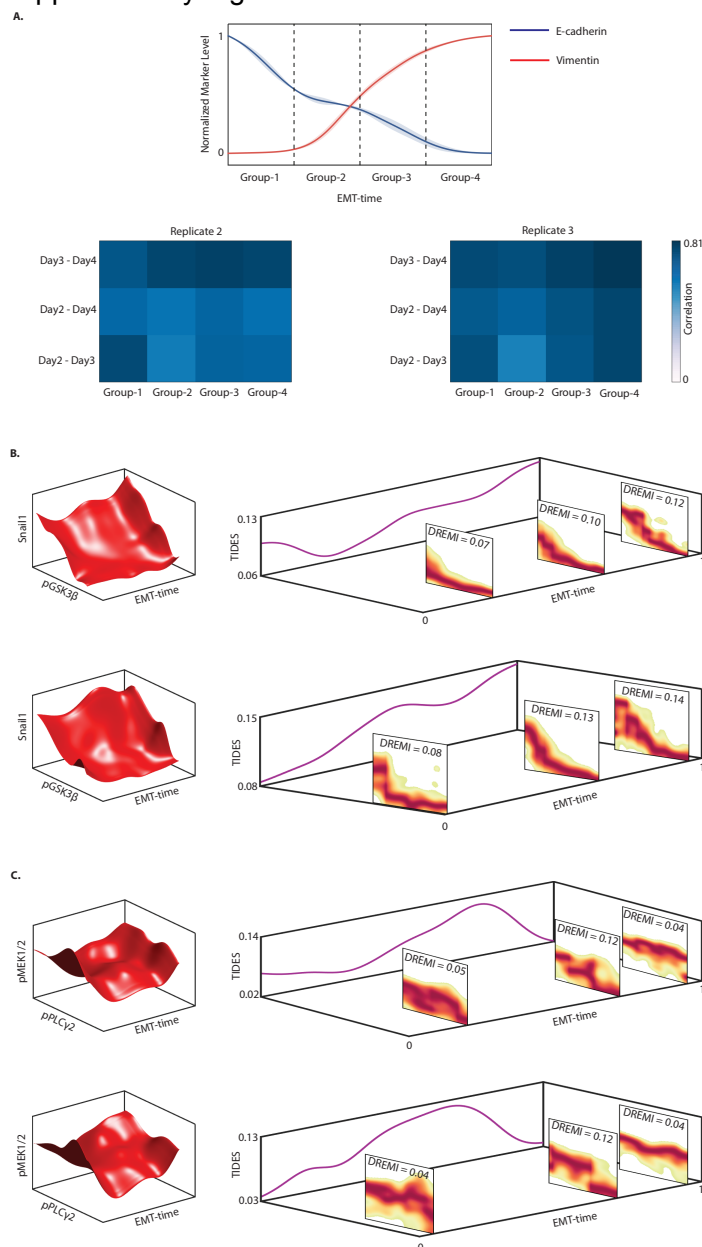 A.
E-cadherin
Vimentin
Normalized Marker Level
1
0
Group-1 Group-2 Group-3 Group-4
EMT-time
Replicate 2
Day3 - Day4
Day2 - Day4
Day2 - Day3
Group-1 Group-2 Group-3 Group-4
Replicate 3
Day3 - Day4
Day2 - Day4
Day2 - Day3
Group-1 Group-2 Group-3 Group-4
0.81
Correlation
0
B.
Snail1
pGSK3β
EMT-time
0.13
TIDES
0.06
DREMI = 0.07
DREMI = 0.10
DREMI = 0.12
0
EMT-time
1
Snail1
pGSK3β
EMT-time
0.15
TIDES
0.08
DREMI = 0.08
DREMI = 0.13
DREMI = 0.14
0
EMT-time
1
C.
pMEK1/2
pPLCγ2
EMT-time
0.14
TIDES
0.02
DREMI = 0.05
DREMI = 0.12
DREMI = 0.04
0
EMT-time
1
pMEK1/2
pPLCγ2
EMT-time
0.13
TIDES
0.03
DREMI = 0.04
DREMI = 0.12
DREMI = 0.04
0
EMT-time
1